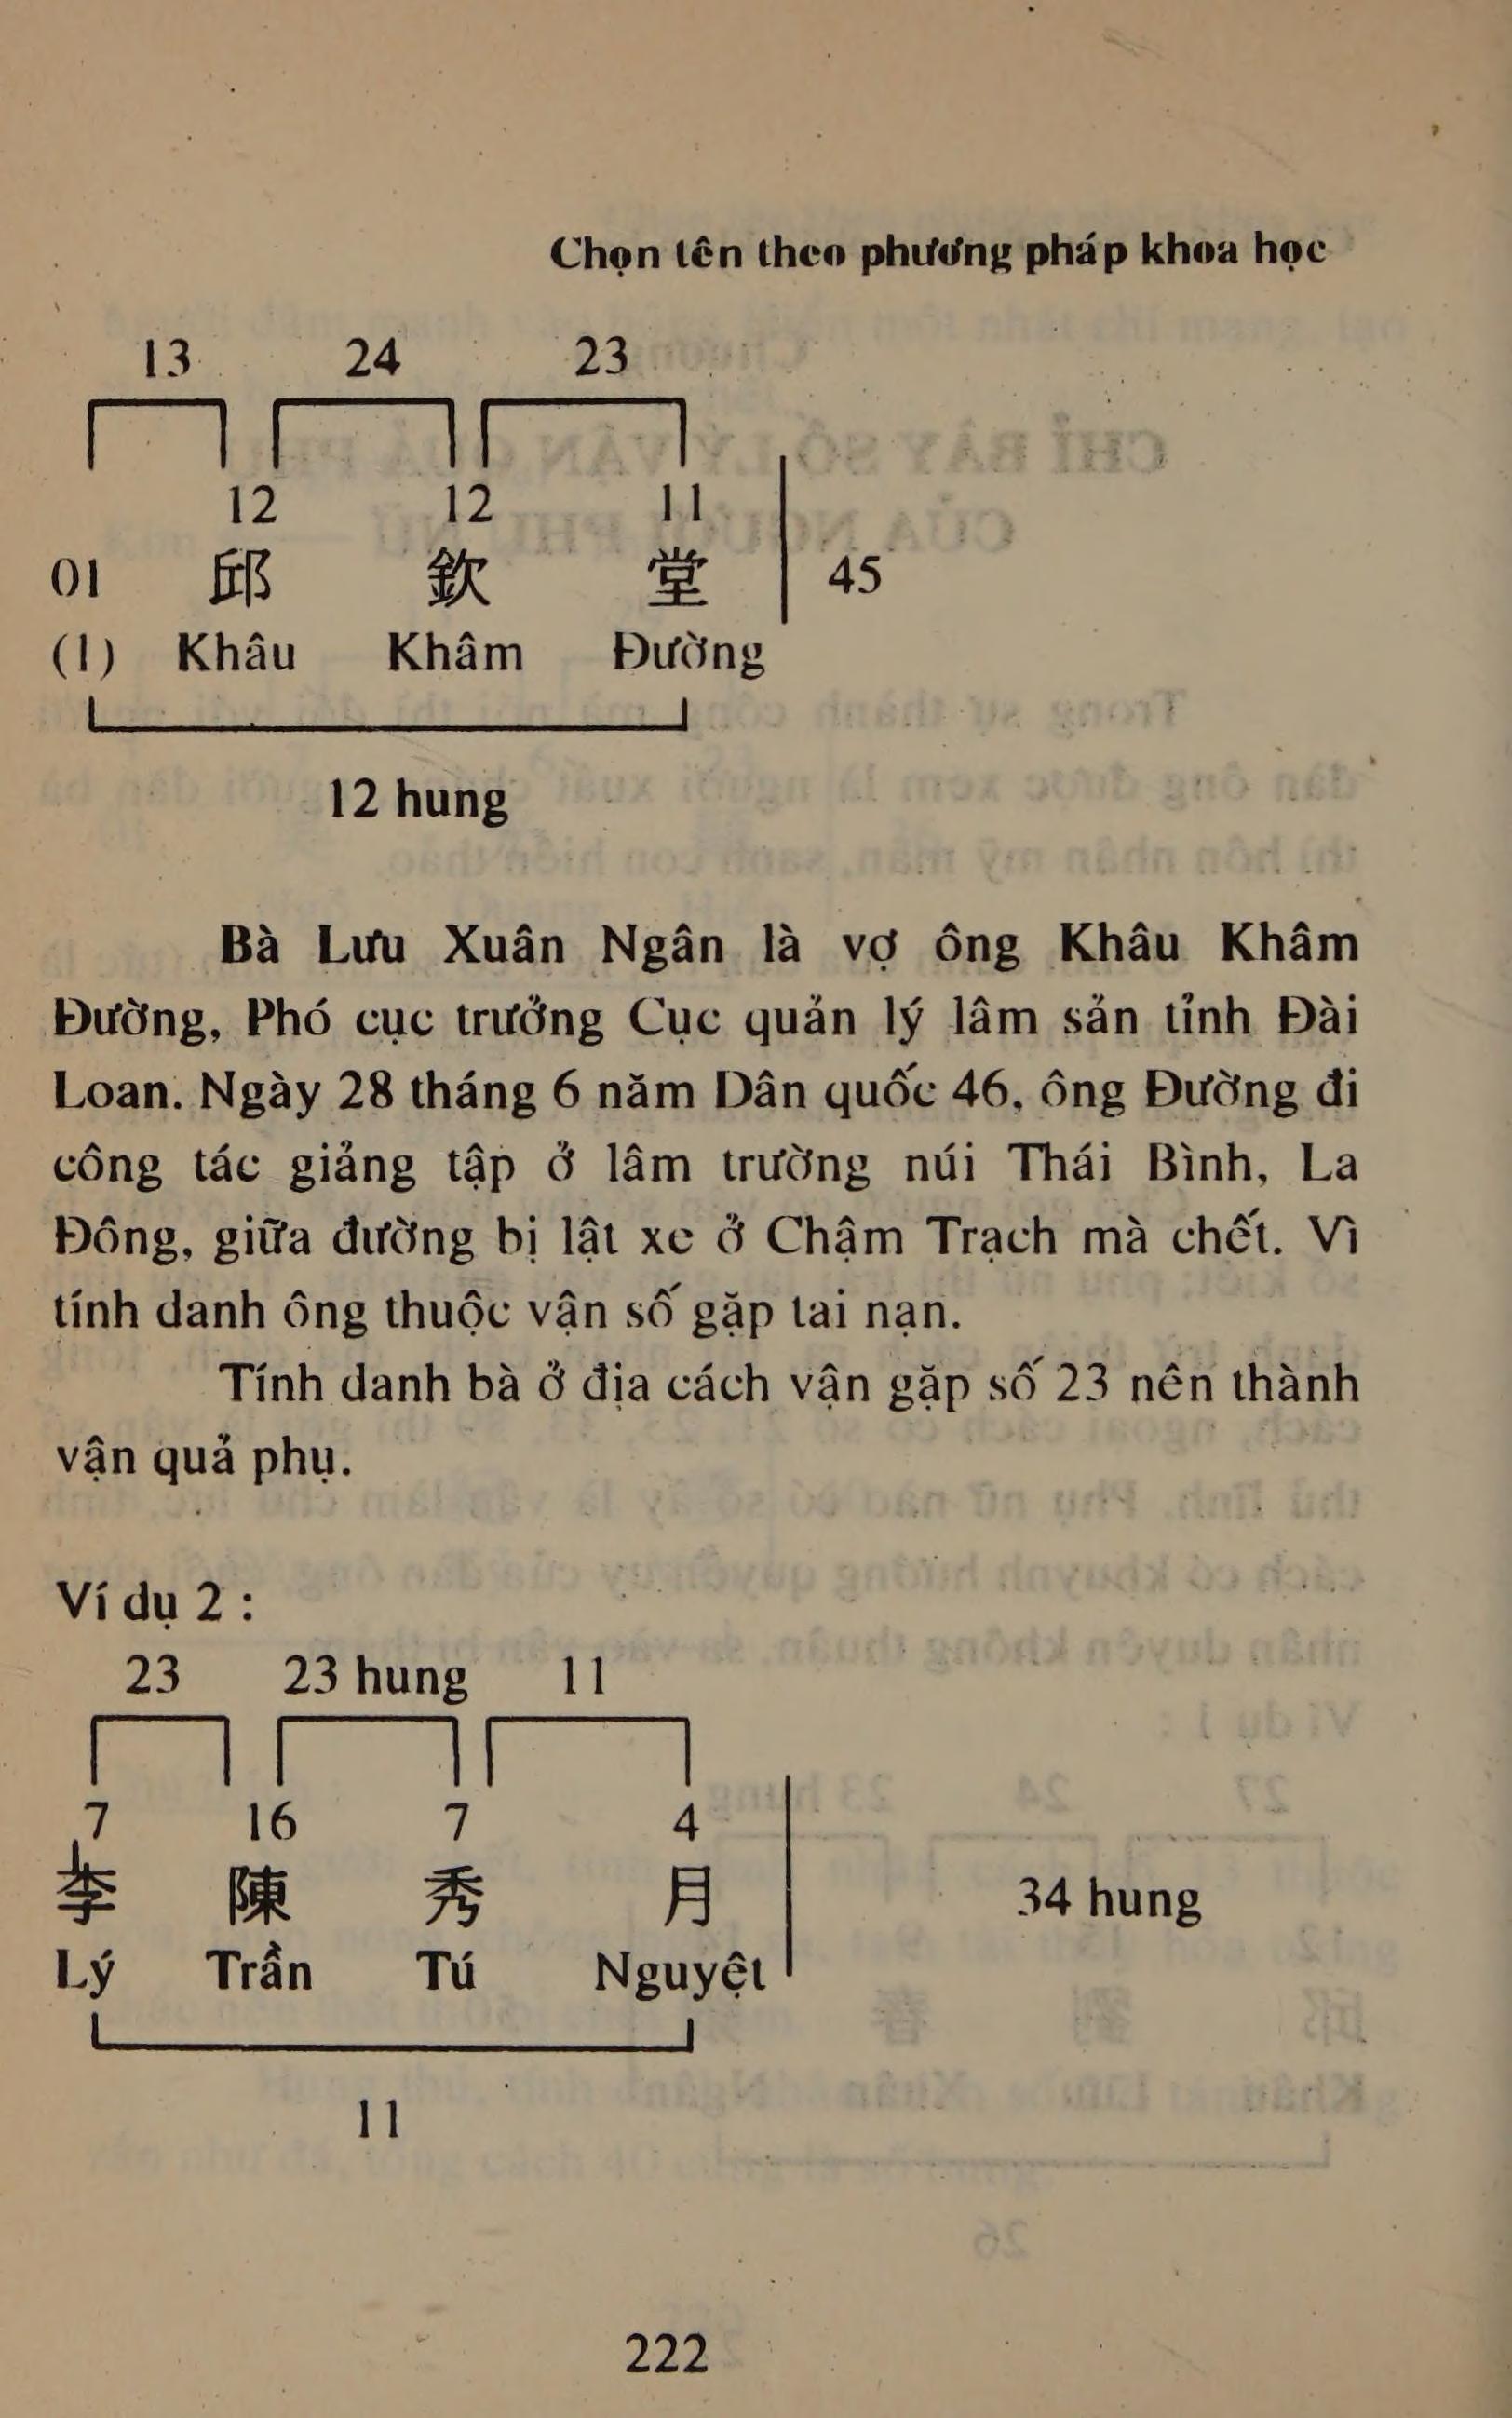 Chọn tên theo phương pháp khoa học
13 24 23
12 12 11
01 邱 欽 堂 45
(1) Khâu Khâm Đường
12 hung
Bà Lưu Xuân Ngân là vợ ông Khâu Khâm
Đường, Phó cục trưởng Cục quản lý lâm sản tỉnh Đài
Loan. Ngày 28 tháng 6 năm Dân quốc 46, ông Đường đi
công tác giảng tập ở lâm trường núi Thái Bình, La
Đông, giữa đường bị lật xe ở Chậm Trạch mà chết. Vì
tính danh ông thuộc vận số gặp tai nạn.
Tính danh bà ở địa cách vận gặp số 23 nên thành
vận quả phụ.
Ví dụ 2 :
23 23 hung 11
7 16 7 4
李 陳 秀 月 34 hung
Lý Trần Tú Nguyệt
11
222